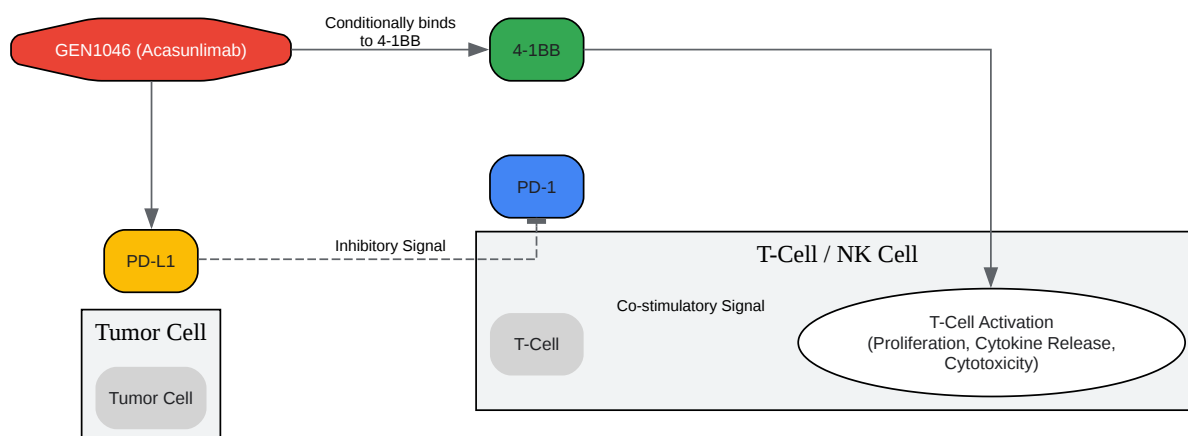 GEN1046 (Acasunlimab)
Conditionally binds
to 4-1BB
4-1BB
PD-1
PD-L1
Inhibitory Signal
T-Cell / NK Cell
Co-stimulatory Signal
Tumor Cell
T-Cell
T-Cell Activation
(Proliferation, Cytokine Release,
Cytotoxicity)
Tumor Cell